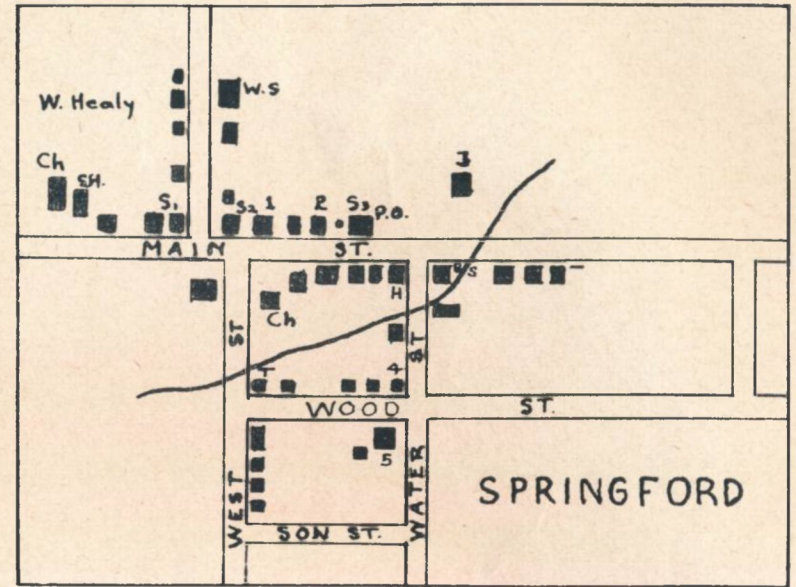 W.S
W. Healy
Ch
S.H.
3
S1
S2 1 2 S3 P.O.
MAIN ST.
B/S
H
Ch
ST
ST
T
4
WOOD ST.
5
WEST
WATER
SPRINGFORD
SON ST.